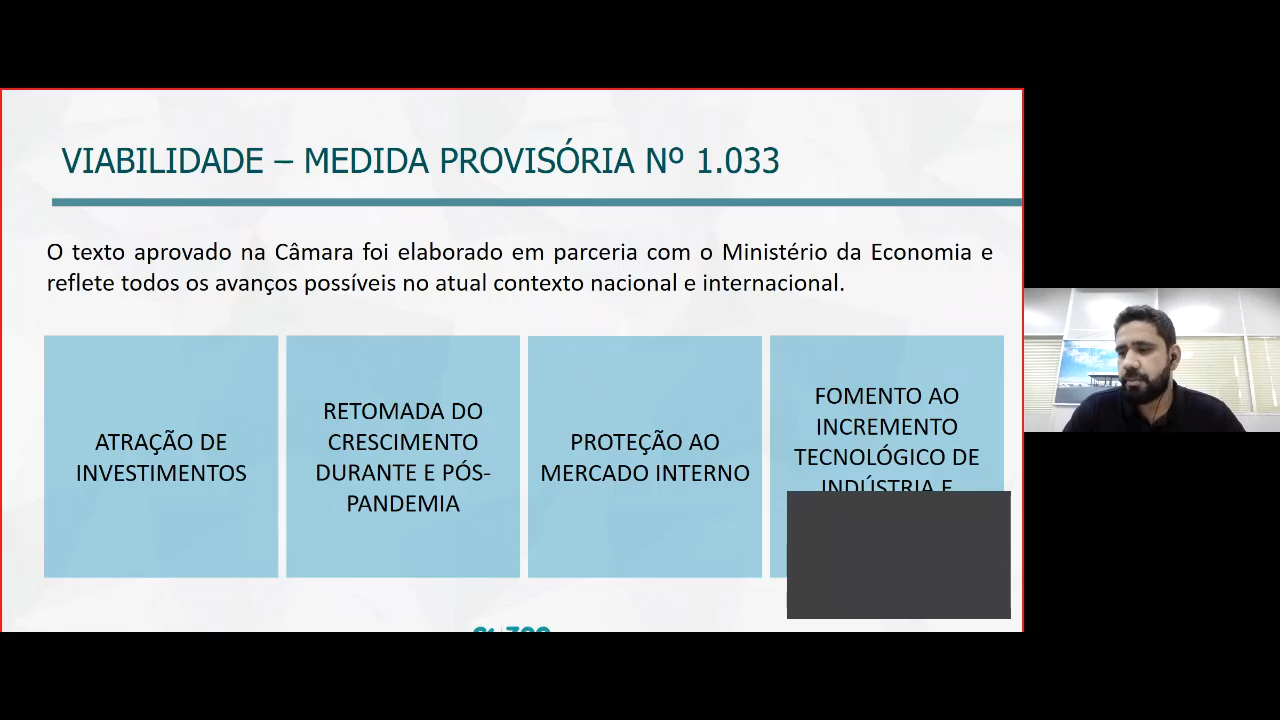 VIABILIDADE – MEDIDA PROVISÓRIA Nº 1.033
O texto aprovado na Câmara foi elaborado em parceria com o Ministério da Economia e
reflete todos os avanços possíveis no atual contexto nacional e internacional.
ATRAÇÃO DE
INVESTIMENTOS
RETOMADA DO
CRESCIMENTO
DURANTE E PÓS-
PANDEMIA
PROTEÇÃO AO
MERCADO INTERNO
FOMENTO AO
INCREMENTO
TECNOLÓGICO DE
INDÚSTRIA E